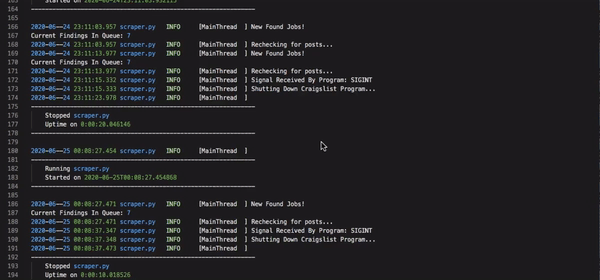 163 Started on 2020-06-24T23:11:03.932115
164 ────────────────────────────────
165
166 2020-06--24 23:11:03.957 scraper.py INFO [MainThread ] New Found Jobs!
167 Current Findings In Queue: 7
168 2020-06--24 23:11:03.957 scraper.py INFO [MainThread ] Rechecking for posts...
169 2020-06--24 23:11:13.977 scraper.py INFO [MainThread ] New Found Jobs!
170 Current Findings In Queue: 7
171 2020-06--24 23:11:13.977 scraper.py INFO [MainThread ] Rechecking for posts...
172 2020-06--24 23:11:15.332 scraper.py INFO [MainThread ] Signal Received By Program: SIGINT
173 2020-06--24 23:11:15.333 scraper.py INFO [MainThread ] Shutting Down Craigslist Program...
174 2020-06--24 23:11:23.978 scraper.py INFO [MainThread ]
175 ────────────────────────────────
176 Stopped scraper.py
177 Uptime on 0:00:20.046146
178 ────────────────────────────────
179
180 2020-06--25 00:08:27.454 scraper.py INFO [MainThread ]
181 ────────────────────────────────
182 Running scraper.py
183 Started on 2020-06-25T00:08:27.454868
184 ────────────────────────────────
185
186 2020-06--25 00:08:27.471 scraper.py INFO [MainThread ] New Found Jobs!
187 Current Findings In Queue: 7
188 2020-06--25 00:08:27.471 scraper.py INFO [MainThread ] Rechecking for posts...
189 2020-06--25 00:08:37.347 scraper.py INFO [MainThread ] Signal Received By Program: SIGINT
190 2020-06--25 00:08:37.348 scraper.py INFO [MainThread ] Shutting Down Craigslist Program...
191 2020-06--25 00:08:37.473 scraper.py INFO [MainThread ]
192 ────────────────────────────────
193 Stopped scraper.py
194 Uptime on 0:00:10.018526